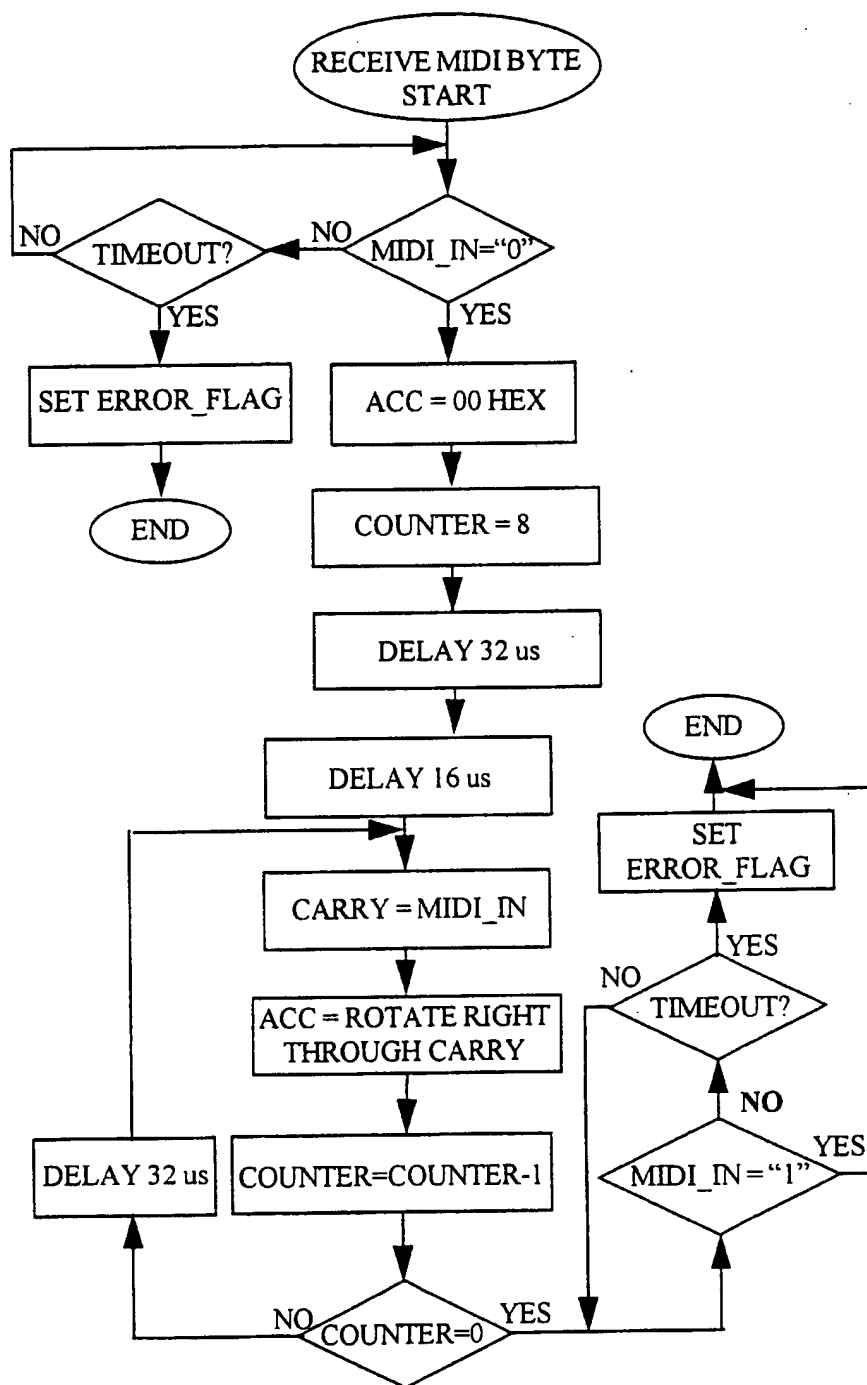 RECEIVE MIDI BYTE
START
NO
TIMEOUT?
NO
MIDI_IN="0"
YES
YES
SET ERROR_FLAG
ACC = 00 HEX
END
COUNTER = 8
DELAY 32 us
END
DELAY 16 us
SET
ERROR_FLAG
CARRY = MIDI_IN
YES
NO
TIMEOUT?
ACC = ROTATE RIGHT
THROUGH CARRY
NO
YES
DELAY 32 us
COUNTER=COUNTER-1
MIDI_IN = "1"
NO
COUNTER=0
YES